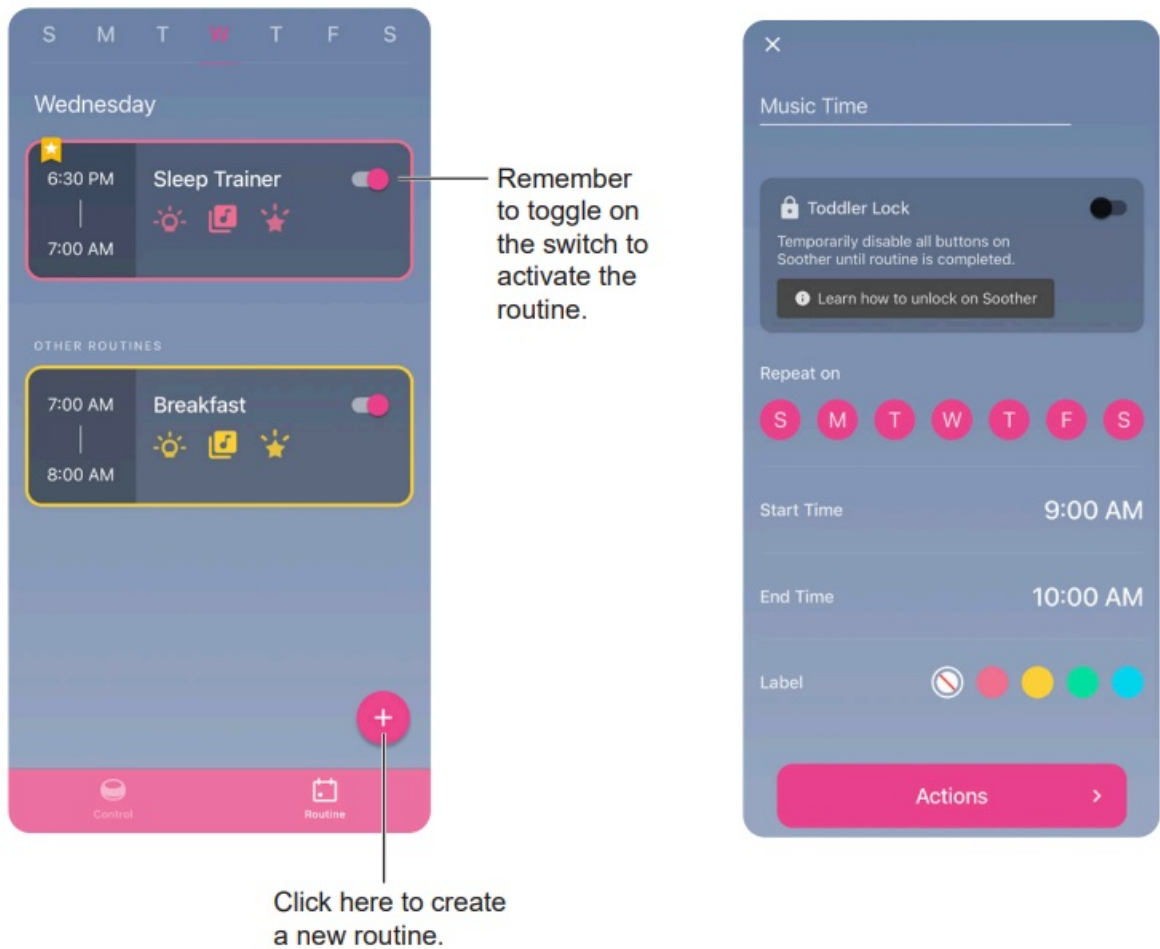 S M T W T F S
Wednesday
6:30 PM
7:00 AM
Sleep Trainer
OTHER ROUTINES
7:00 AM
8:00 AM
Breakfast
Control
Routine
Remember
to toggle on
the switch to
activate the
routine.
Click here to create
a new routine.
Music Time
Toddler Lock
Temporarily disable all buttons on
Soother until routine is completed.
Learn how to unlock on Soother
Repeat on
S M T W T F S
Start Time 9:00 AM
End Time 10:00 AM
Label
Actions